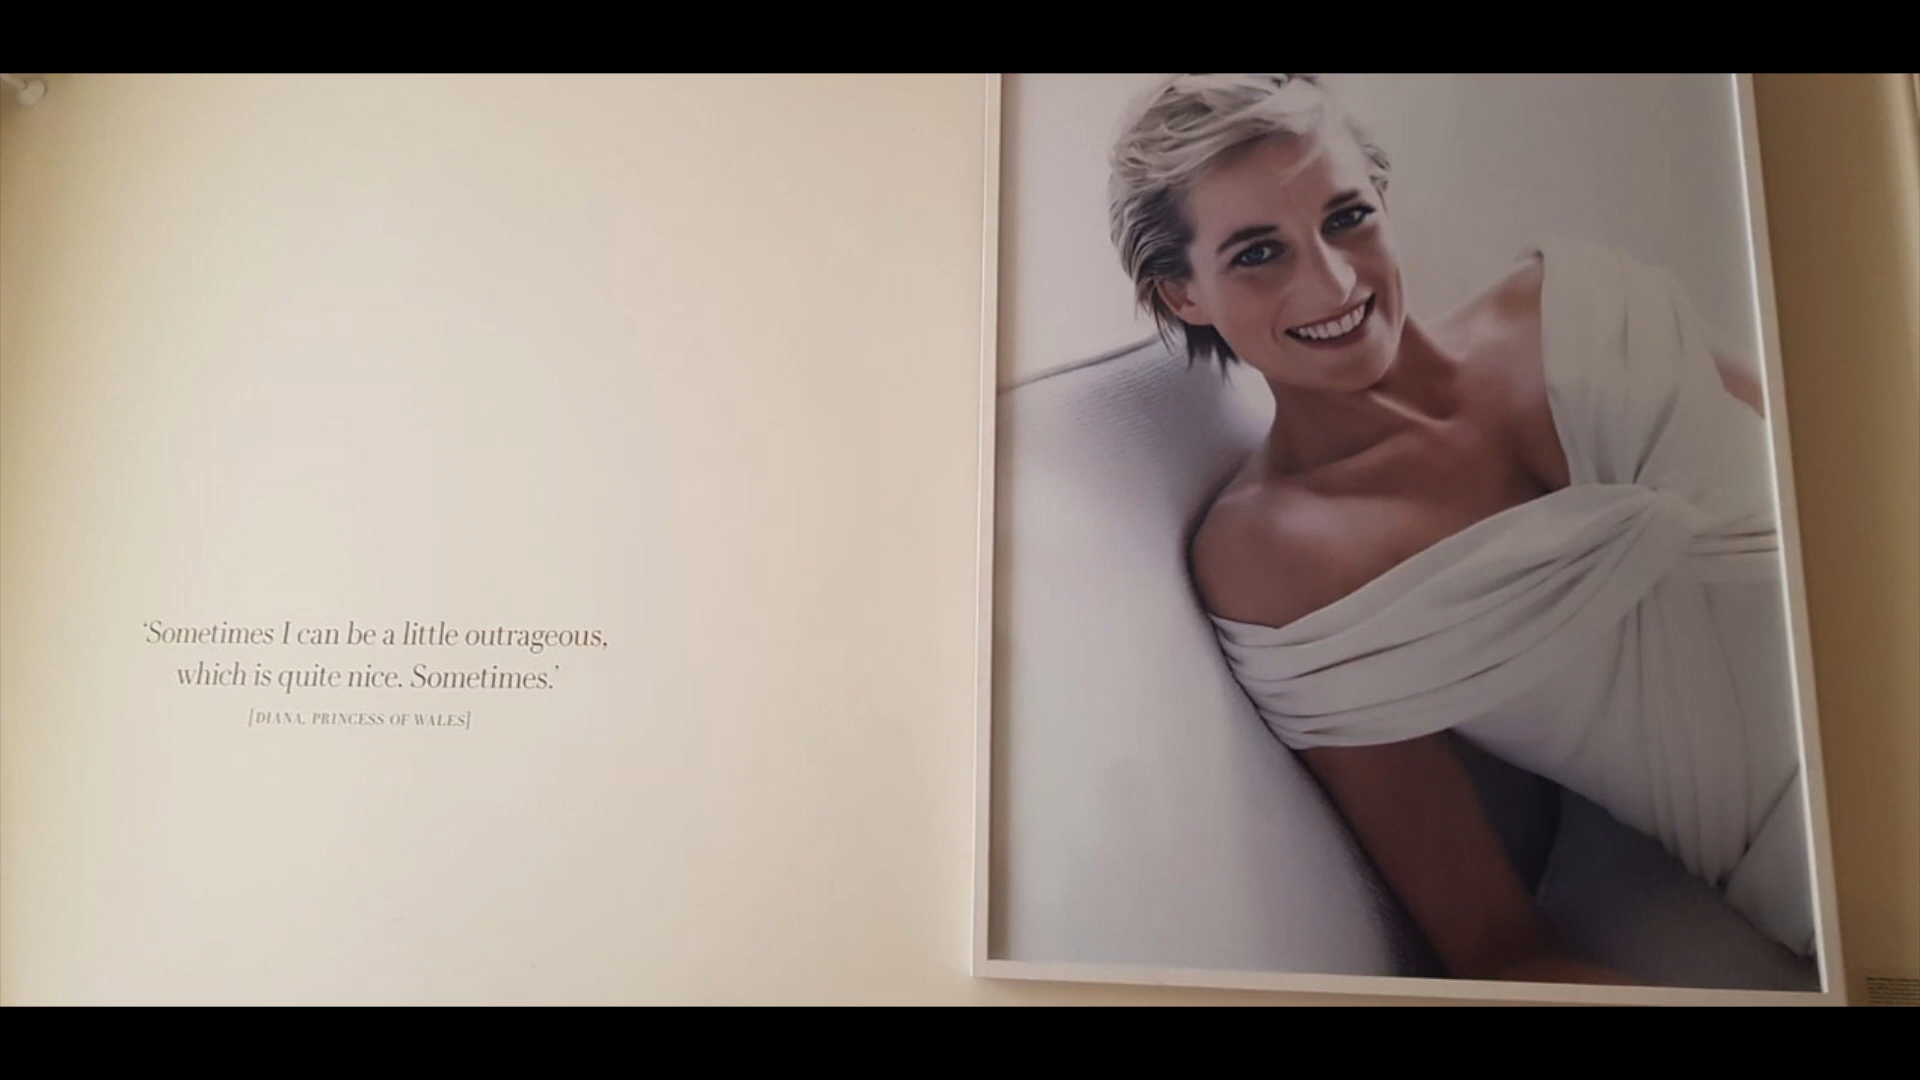 ‘Sometimes I can be a little outrageous,
which is quite nice. Sometimes.’
[DIANA, PRINCESS OF WALES]